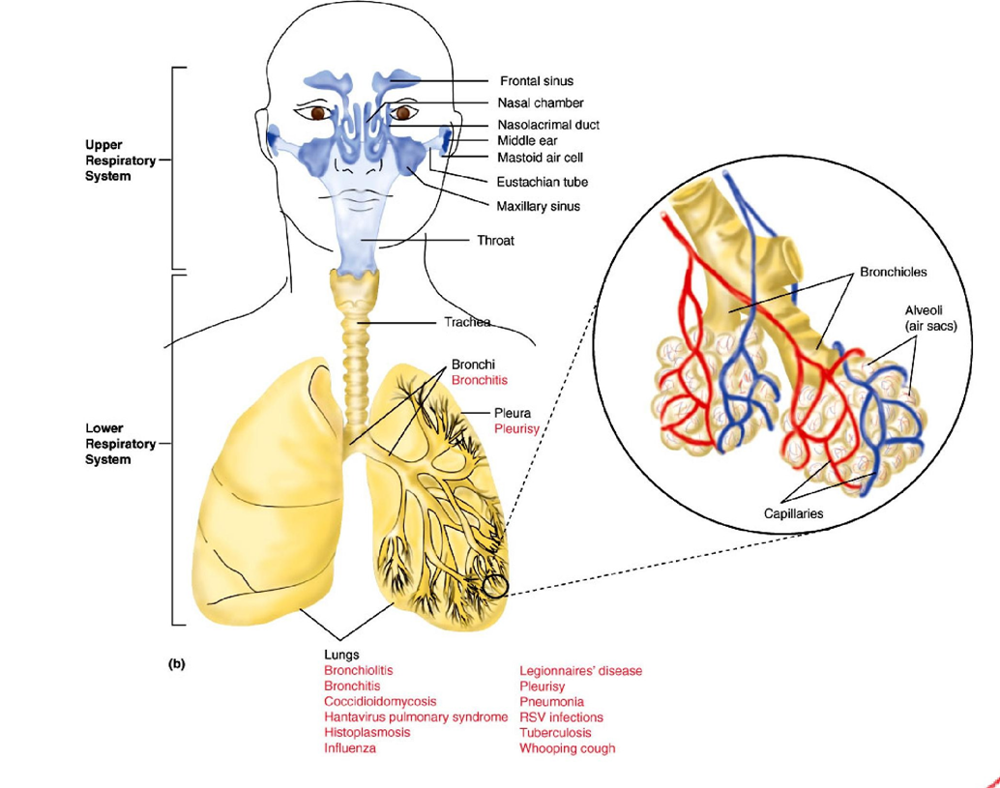 Frontal sinus
Nasal chamber
Nasolacrimal duct
Middle ear
Mastoid air cell
Eustachian tube
Maxillary sinus
Throat
Upper
Respiratory
System
Trachea
Bronchi
Bronchitis
Pleura
Pleurisy
Lower
Respiratory
System
Bronchioles
Alveoli
(air sacs)
Capillaries
(b)
Lungs
Bronchiolitis
Bronchitis
Coccidioidomycosis
Hantavirus pulmonary syndrome
Histoplasmosis
Influenza
Legionnaires' disease
Pleurisy
Pneumonia
RSV infections
Tuberculosis
Whooping cough